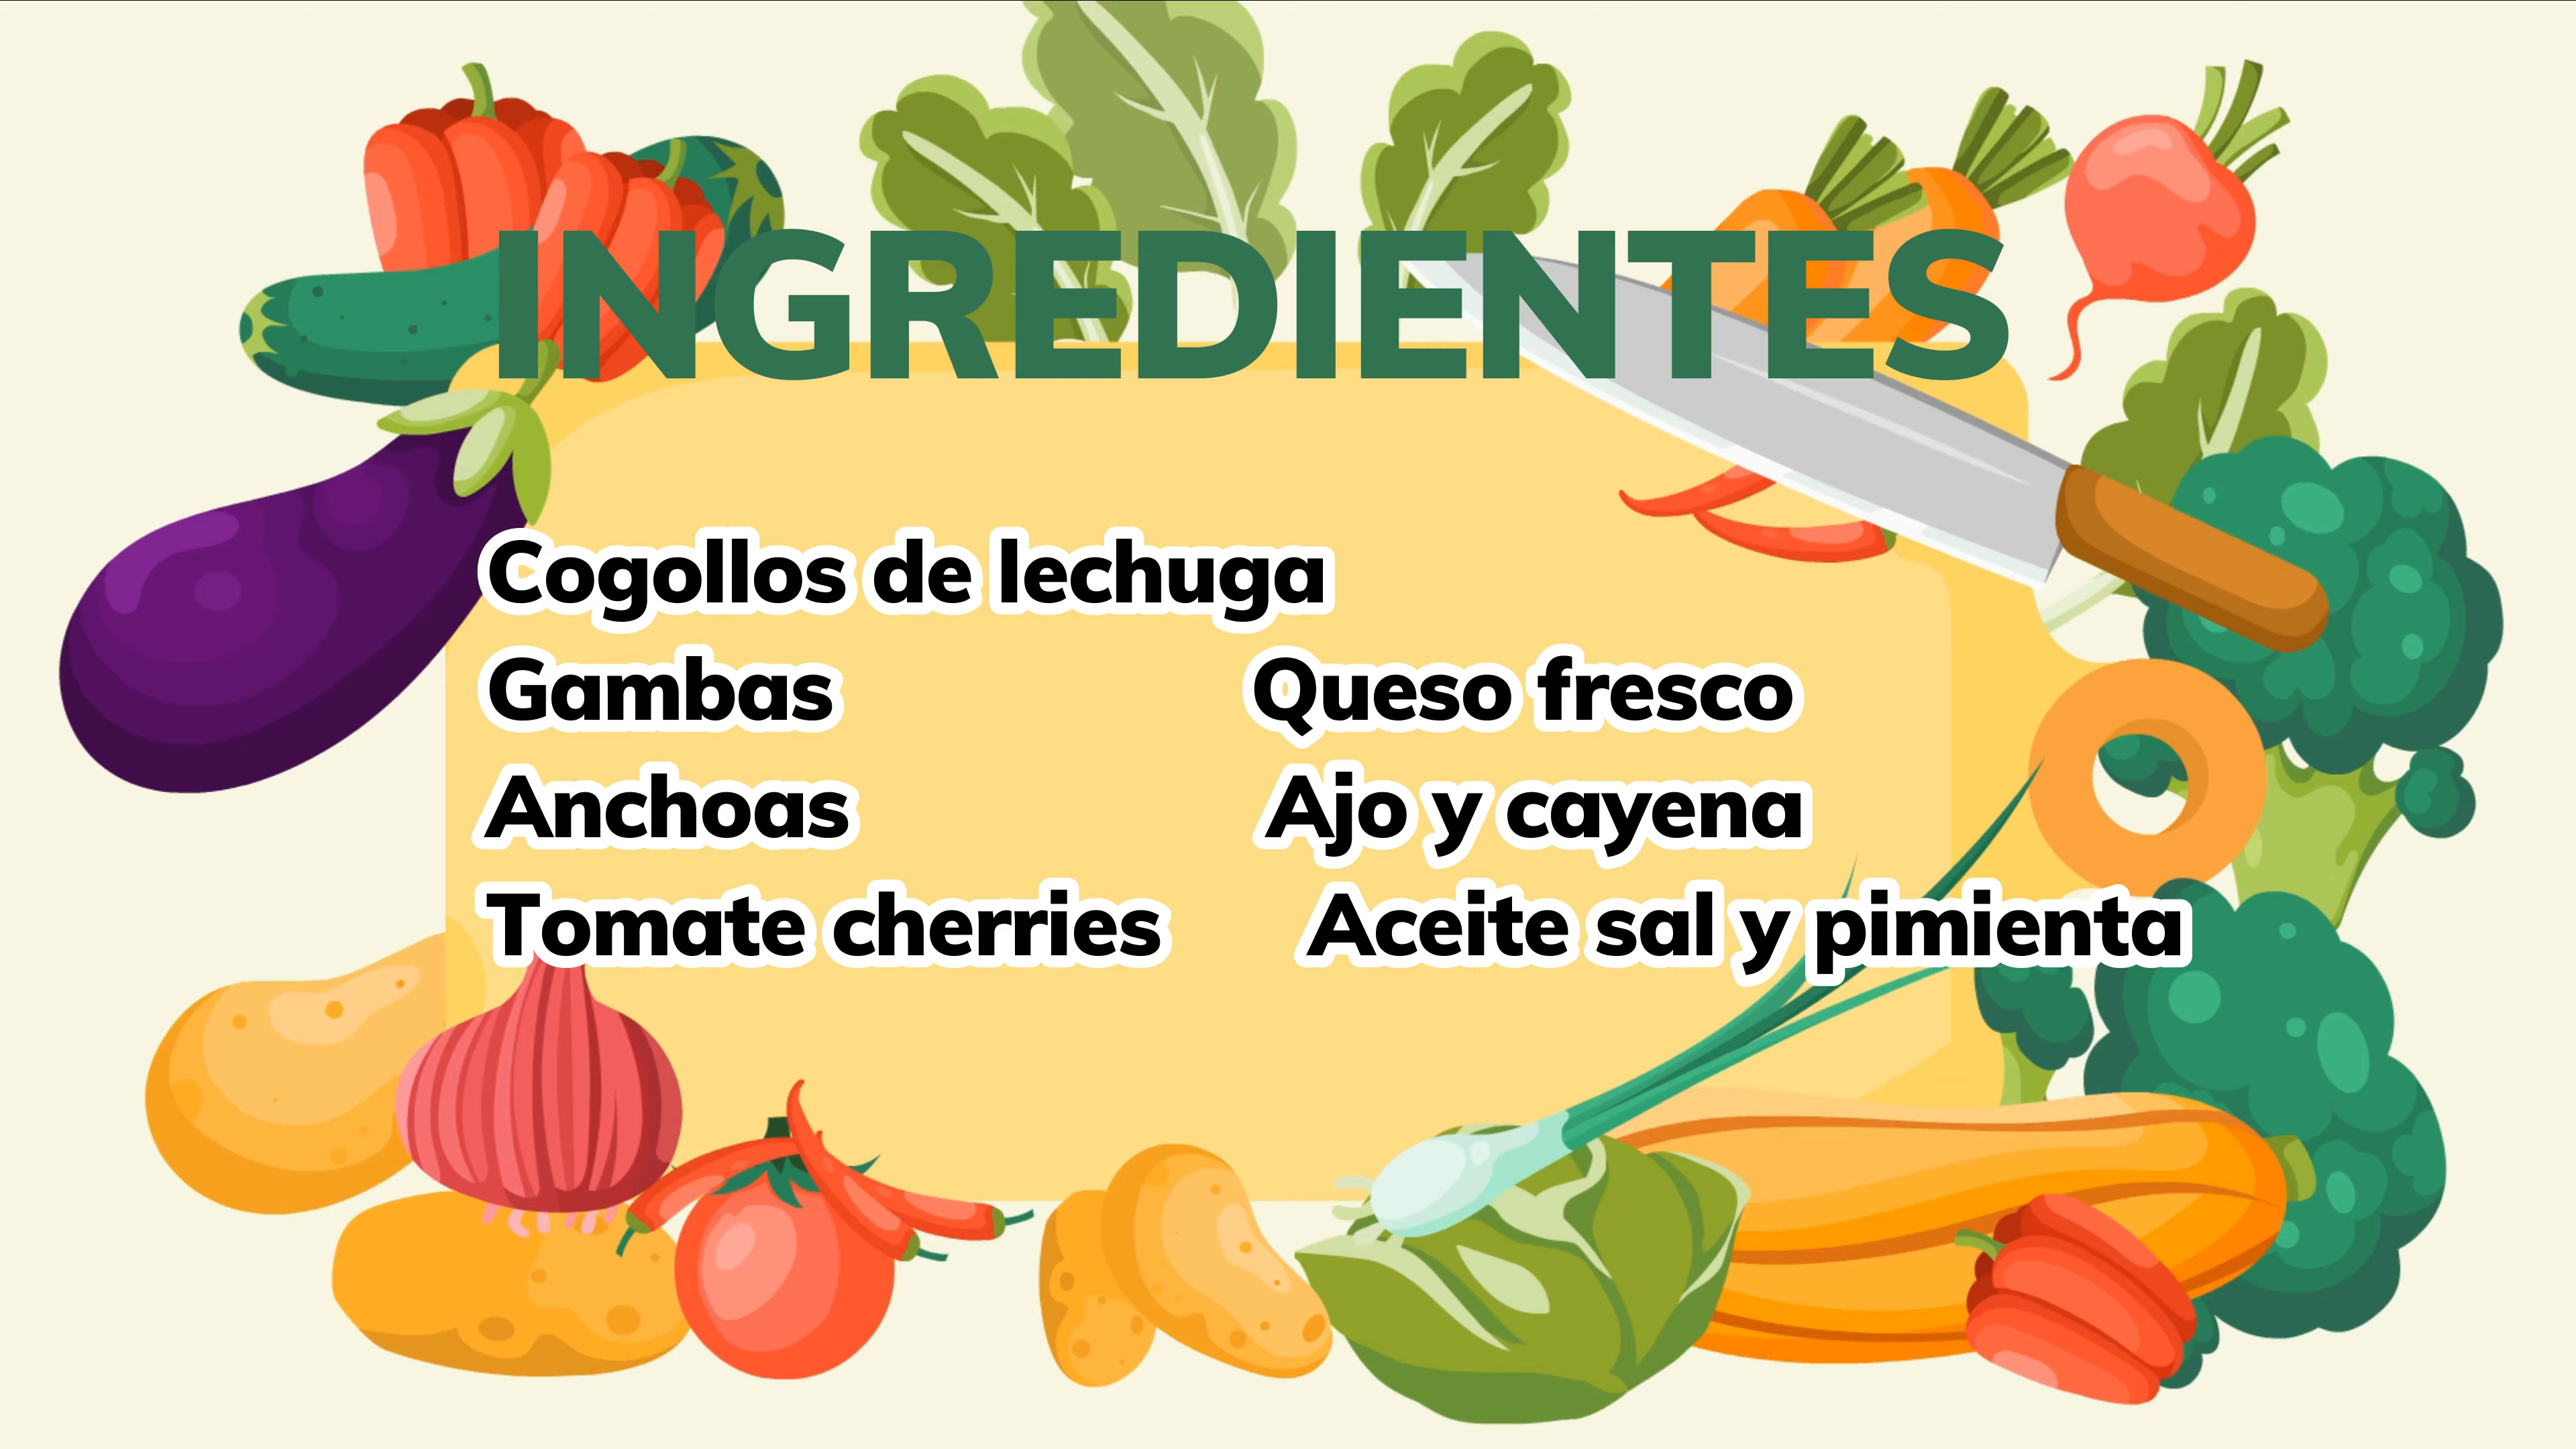 INGREDIENTES
Cogollos de lechuga
Gambas Queso fresco
Anchoas Ajo y cayena
Tomate cherries Aceite sal y pimienta